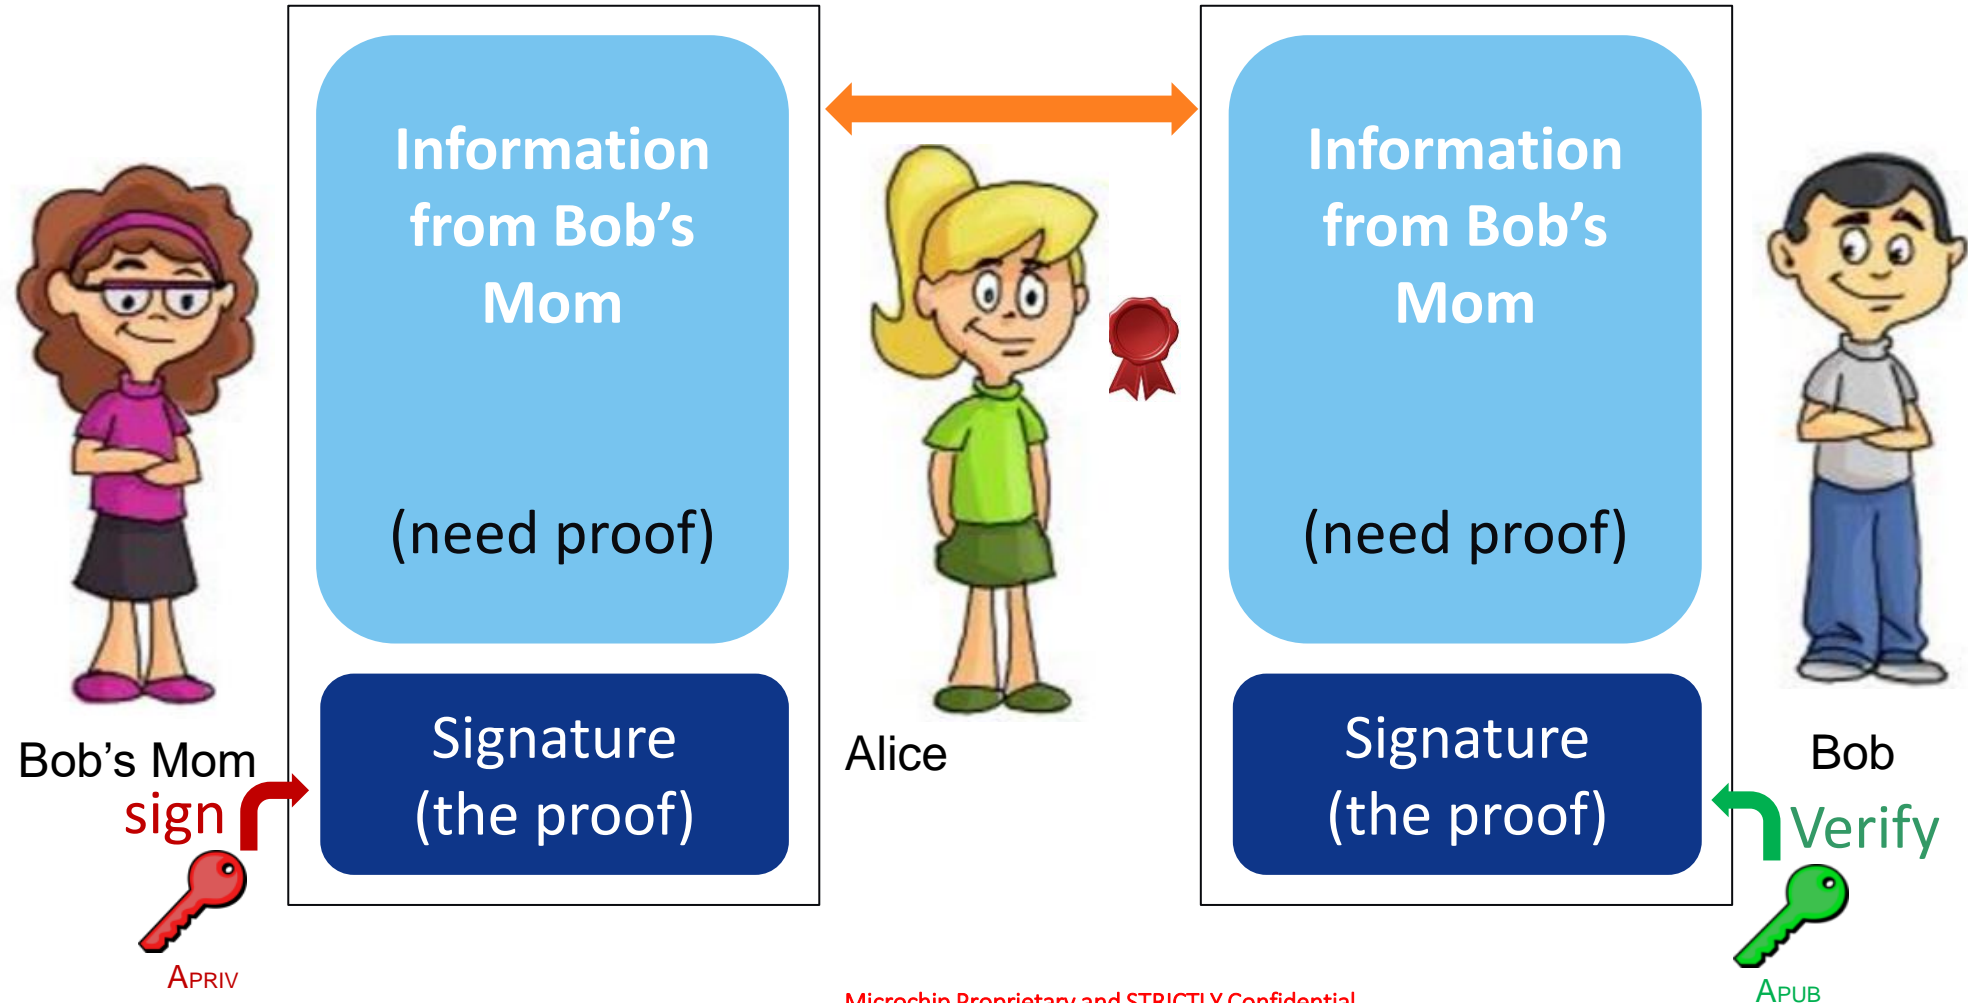 Information
from Bob's
Mom
(need proof)
Signature
(the proof)
Bob's Mom
sign
APRIV
Alice
Information
from Bob's
Mom
(need proof)
Signature
(the proof)
Bob
Verify
APUB
Microchip Proprietary and STRICTLY Confidential